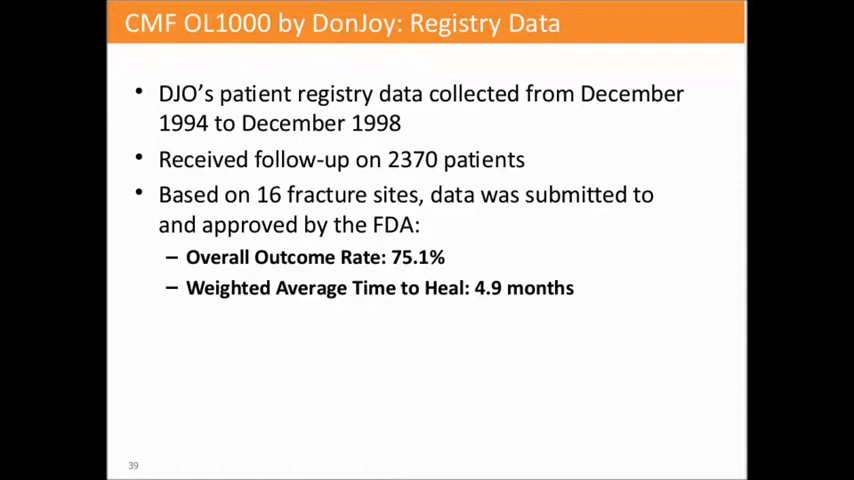 CMF OL1000 by DonJoy: Registry Data
• DJO's patient registry data collected from December
1994 to December 1998
• Received follow-up on 2370 patients
• Based on 16 fracture sites, data was submitted to
and approved by the FDA:
– Overall Outcome Rate: 75.1%
– Weighted Average Time to Heal: 4.9 months
39